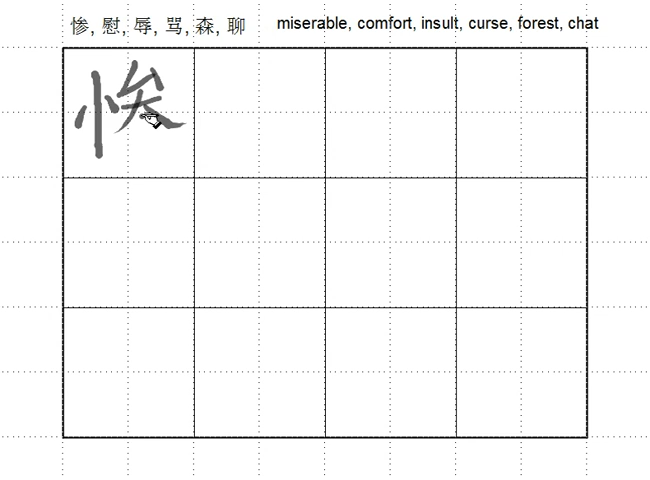 惨, 慰, 辱, 骂, 森, 聊 miserable, comfort, insult, curse, forest, chat